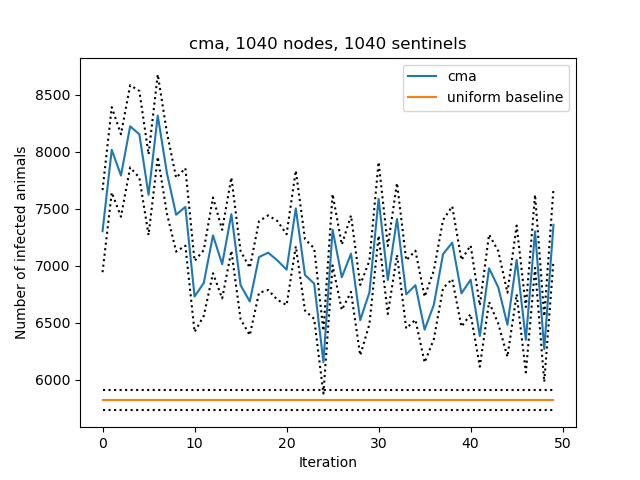 cma, 1040 nodes, 1040 sentinels
cma
uniform baseline
Number of infected animals
8500
8000
7500
7000
6500
6000
0 10 20 30 40 50
Iteration